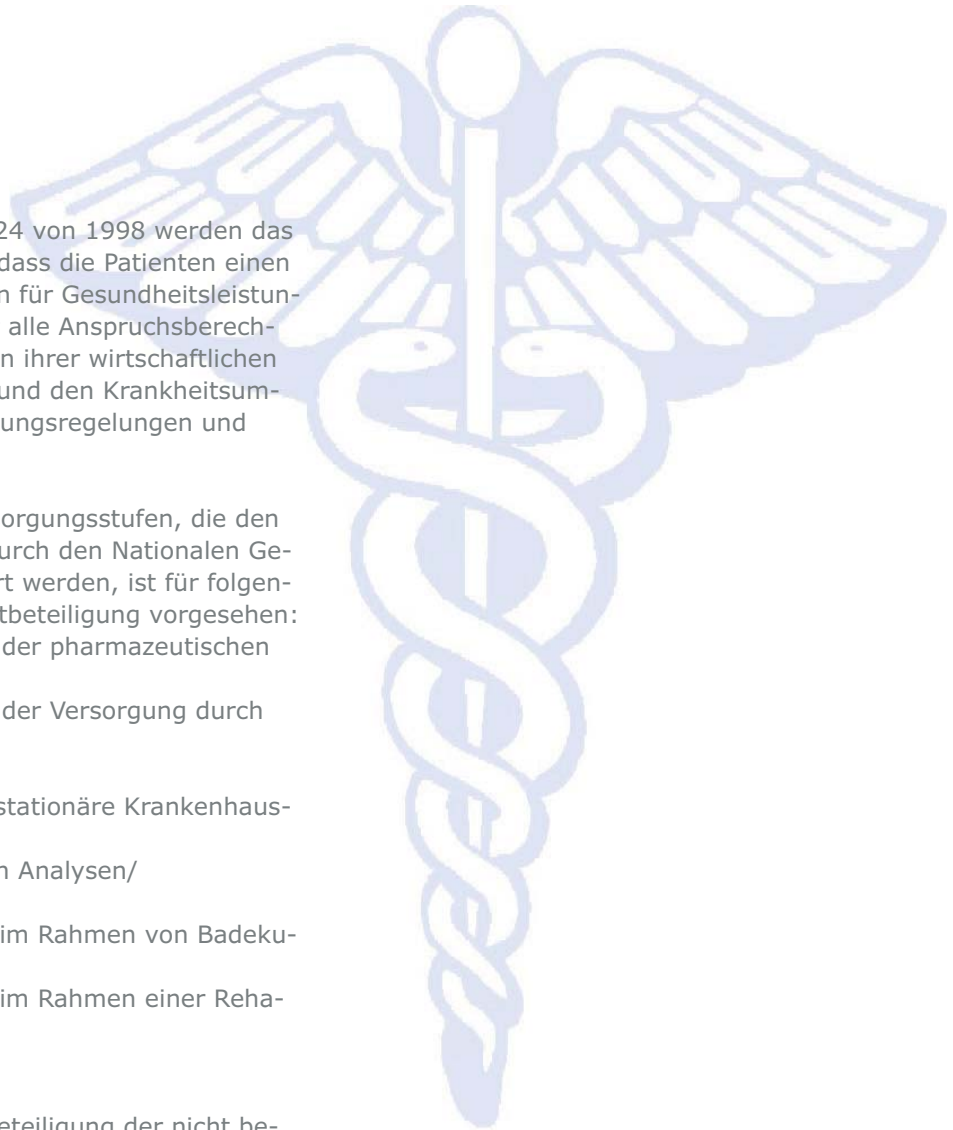 24 von 1998 werden das
dass die Patienten einen
n für Gesundheitsleistun-
alle Anspruchsberech-
n ihrer wirtschaftlichen
und den Krankheitsum-
ungsregelungen und
sorgungsstufen, die den
durch den Nationalen Ge-
rt werden, ist für folgen-
tbeteiligung vorgesehen:
der pharmazeutischen
der Versorgung durch
stationäre Krankenhaus-
n Analysen/
im Rahmen von Badeku-
im Rahmen einer Reha-
eteiligung der nicht be-